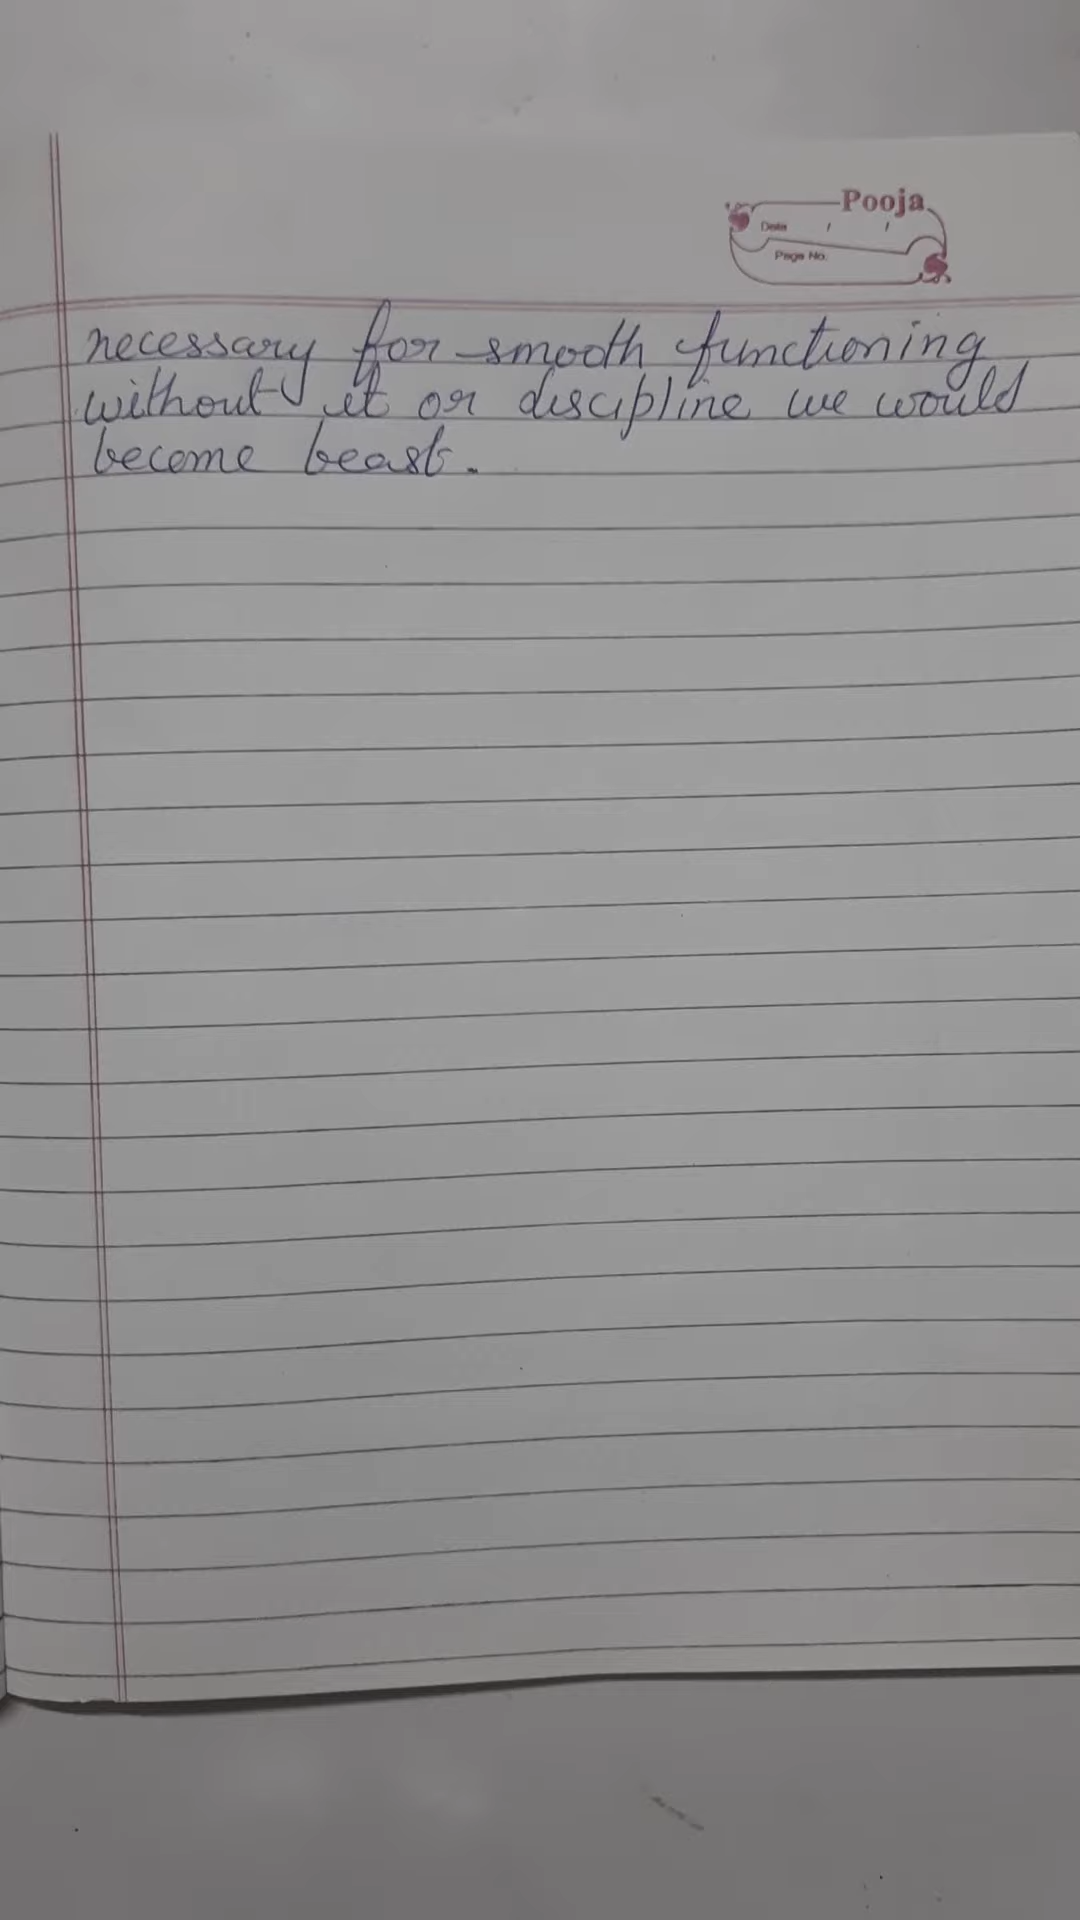 Pooja
Date / /
Page No.
necessary for smooth functioning
without it or discipline we would
become beast.